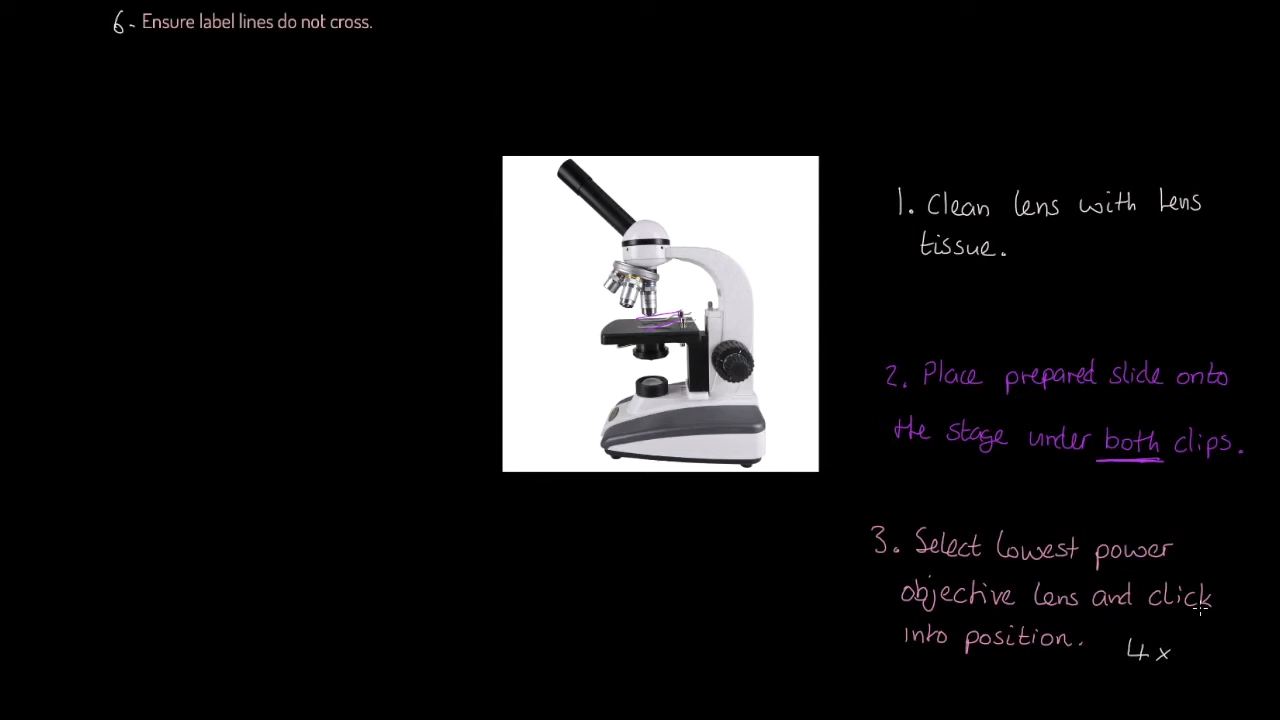 6- Ensure label lines do not cross.
1. Clean lens with lens
tissue.
2. Place prepared slide onto
the stage under both clips.
3. Select lowest power
objective lens and click
into position. 4x